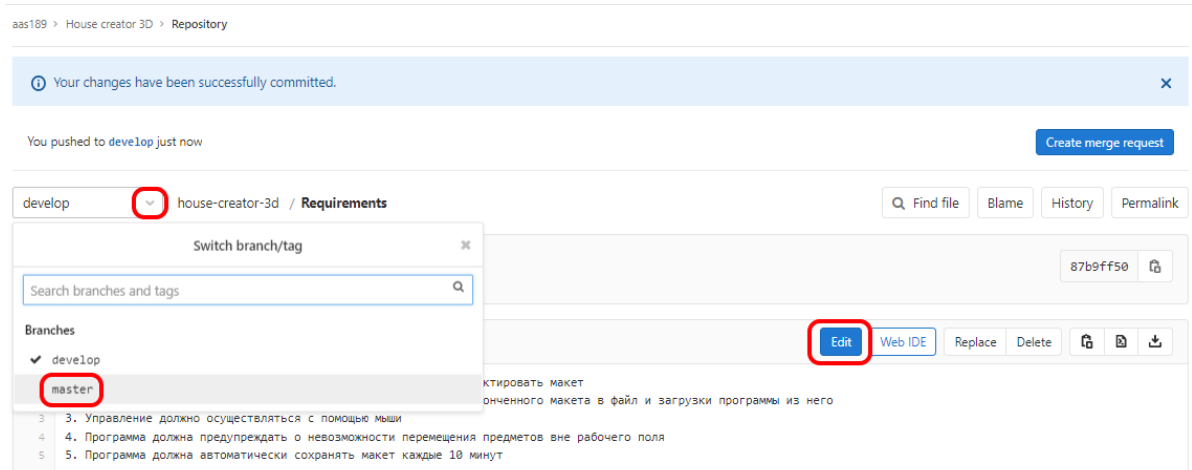 aas189 > House creator 3D > Repository
Your changes have been successfully committed.
You pushed to develop just now
Create merge request
develop house-creator-3d / Requirements
Find file Blame History Permalink
Switch branch/tag
87b9ff50
Search branches and tags
Branches
Edit Web IDE Replace Delete
develop
master
ктировать макет
онченного макета в файл и загрузки программы из него
3 3. Управление должно осуществляться с помощью мыши
4 4. Программа должна предупреждать о невозможности перемещения предметов вне рабочего поля
5 5. Программа должна автоматически сохранять макет каждые 10 минут